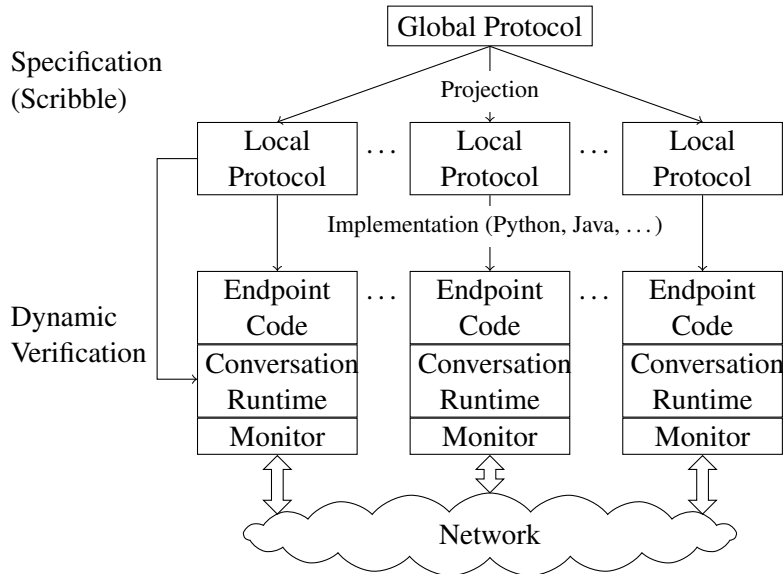 Global Protocol
Specification
(Scribble)
Projection
Local
Protocol
...
Local
Protocol
...
Local
Protocol
Implementation (Python, Java, ...)
Dynamic
Verification
Endpoint
Code
...
Endpoint
Code
...
Endpoint
Code
Conversation
Runtime
Conversation
Runtime
Conversation
Runtime
Monitor
Monitor
Monitor
Network